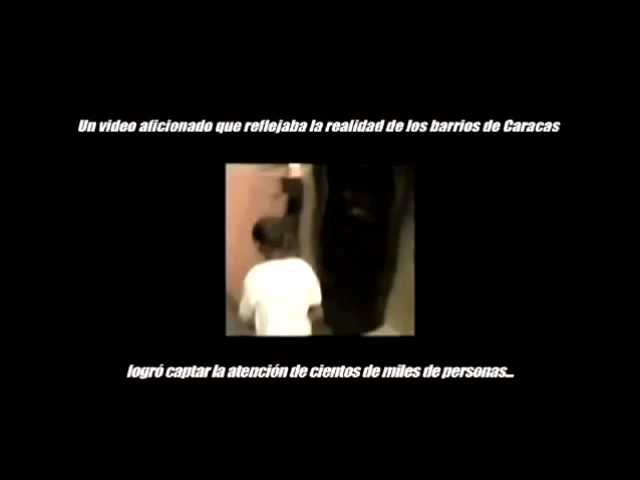 Un video aficionado que reflejaba la realidad de los barrios de Caracas
logró captar la atención de cientos de miles de personas...